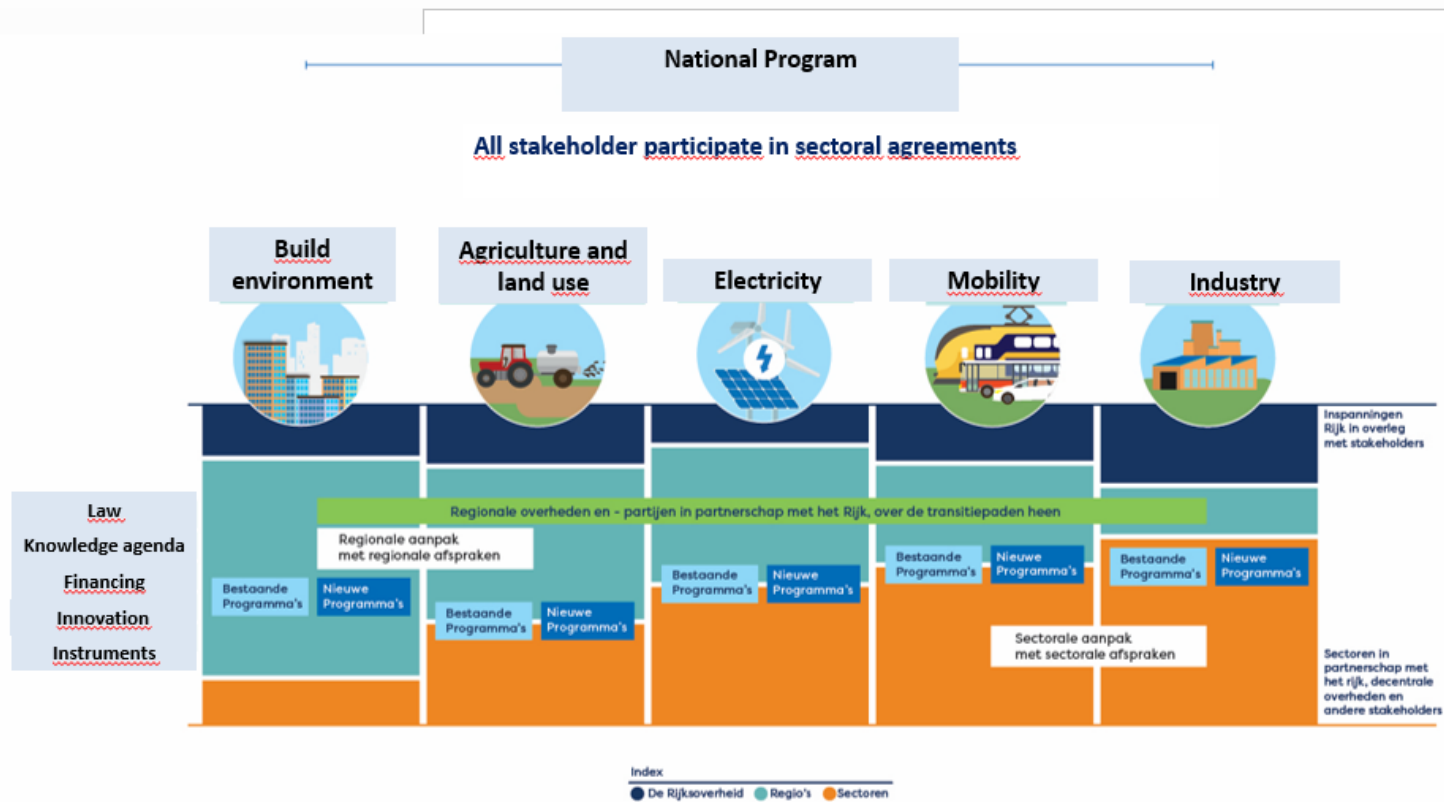 National Program
All stakeholder participate in sectoral agreements
Build
environment
Agriculture and
land use
Electricity
Mobility
Industry
Inspanningen
Rijk in overleg
met stakeholders
Law
Knowledge agenda
Financing
Innovation
Instruments
Regionale overheden en - partijen in partnerschap met het Rijk, over de transitiepaden heen
Regionale aanpak
met regionale afspraken
Bestaande
Programma's
Nieuwe
Programma's
Bestaande
Programma's
Nieuwe
Programma's
Bestaande
Programma's
Nieuwe
Programma's
Bestaande
Programma's
Nieuwe
Programma's
Bestaande
Programma's
Nieuwe
Programma's
Sectorale aanpak
met sectorale afspraken
Sectoren in
partnerschap met
het rijk, decentrale
overheden en
andere stakeholders
Index
De Rijksoverheid Regio's Sectoren